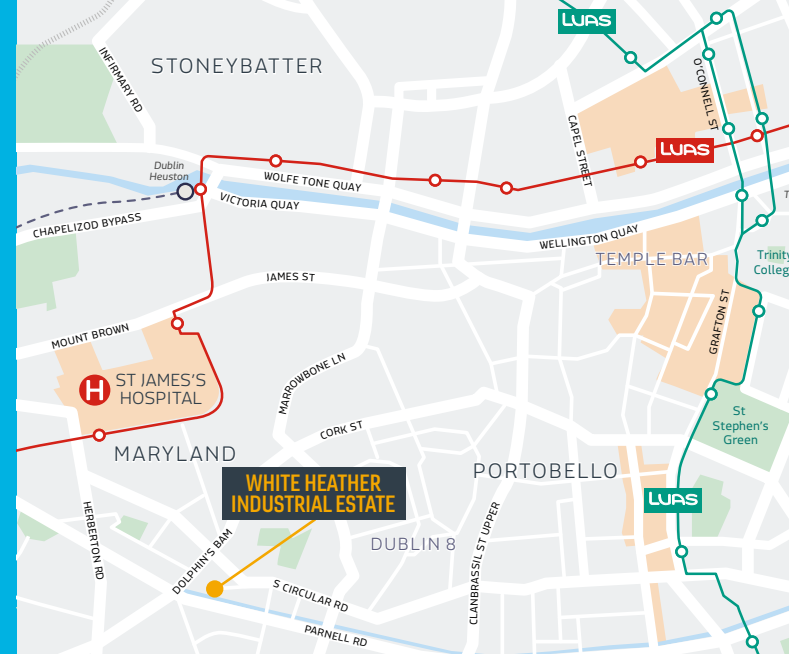 LUAS
INFIRMARY RD
STONEYBATTER
O'CONNELL ST
CAPEL STREET
LUAS
Dublin
Heuston
WOLFE TONE QUAY
VICTORIA QUAY
CHAPELIZOD BYPASS
WELLINGTON QUAY
T
TEMPLE BAR
Trinity
Colleg
JAMES ST
GRAFTON ST
MOUNT BROWN
H
ST JAMES'S
HOSPITAL
MARROWBONE LN
St
Stephen's
Green
CORK ST
MARYLAND
PORTOBELLO
WHITE HEATHER
INDUSTRIAL ESTATE
LUAS
HERBERTON RD
DOLPHIN'S BAM
DUBLIN 8
CLANBRASSIL ST UPPER
S CIRCULAR RD
PARNELL RD